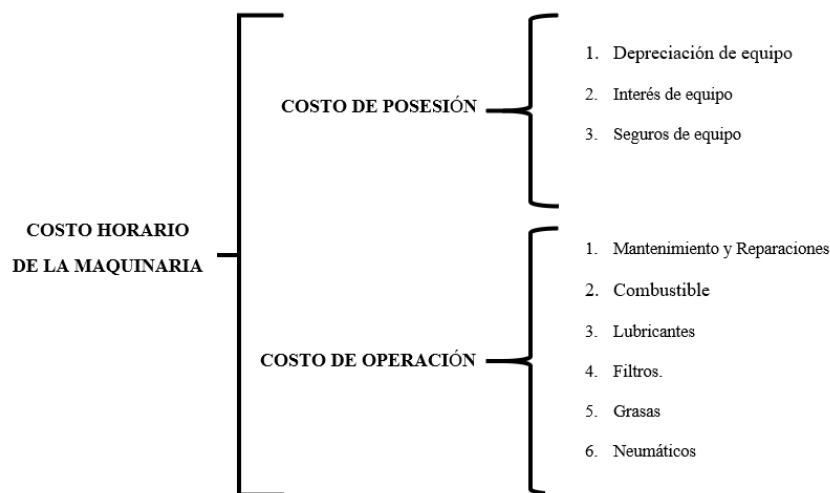 COSTO HORARIO
DE LA MAQUINARIA
COSTO DE POSESIÓN
1. Depreciación de equipo
2. Interés de equipo
3. Seguros de equipo
COSTO DE OPERACIÓN
1. Mantenimiento y Reparaciones
2. Combustible
3. Lubricantes
4. Filtros.
5. Grasas
6. Neumáticos